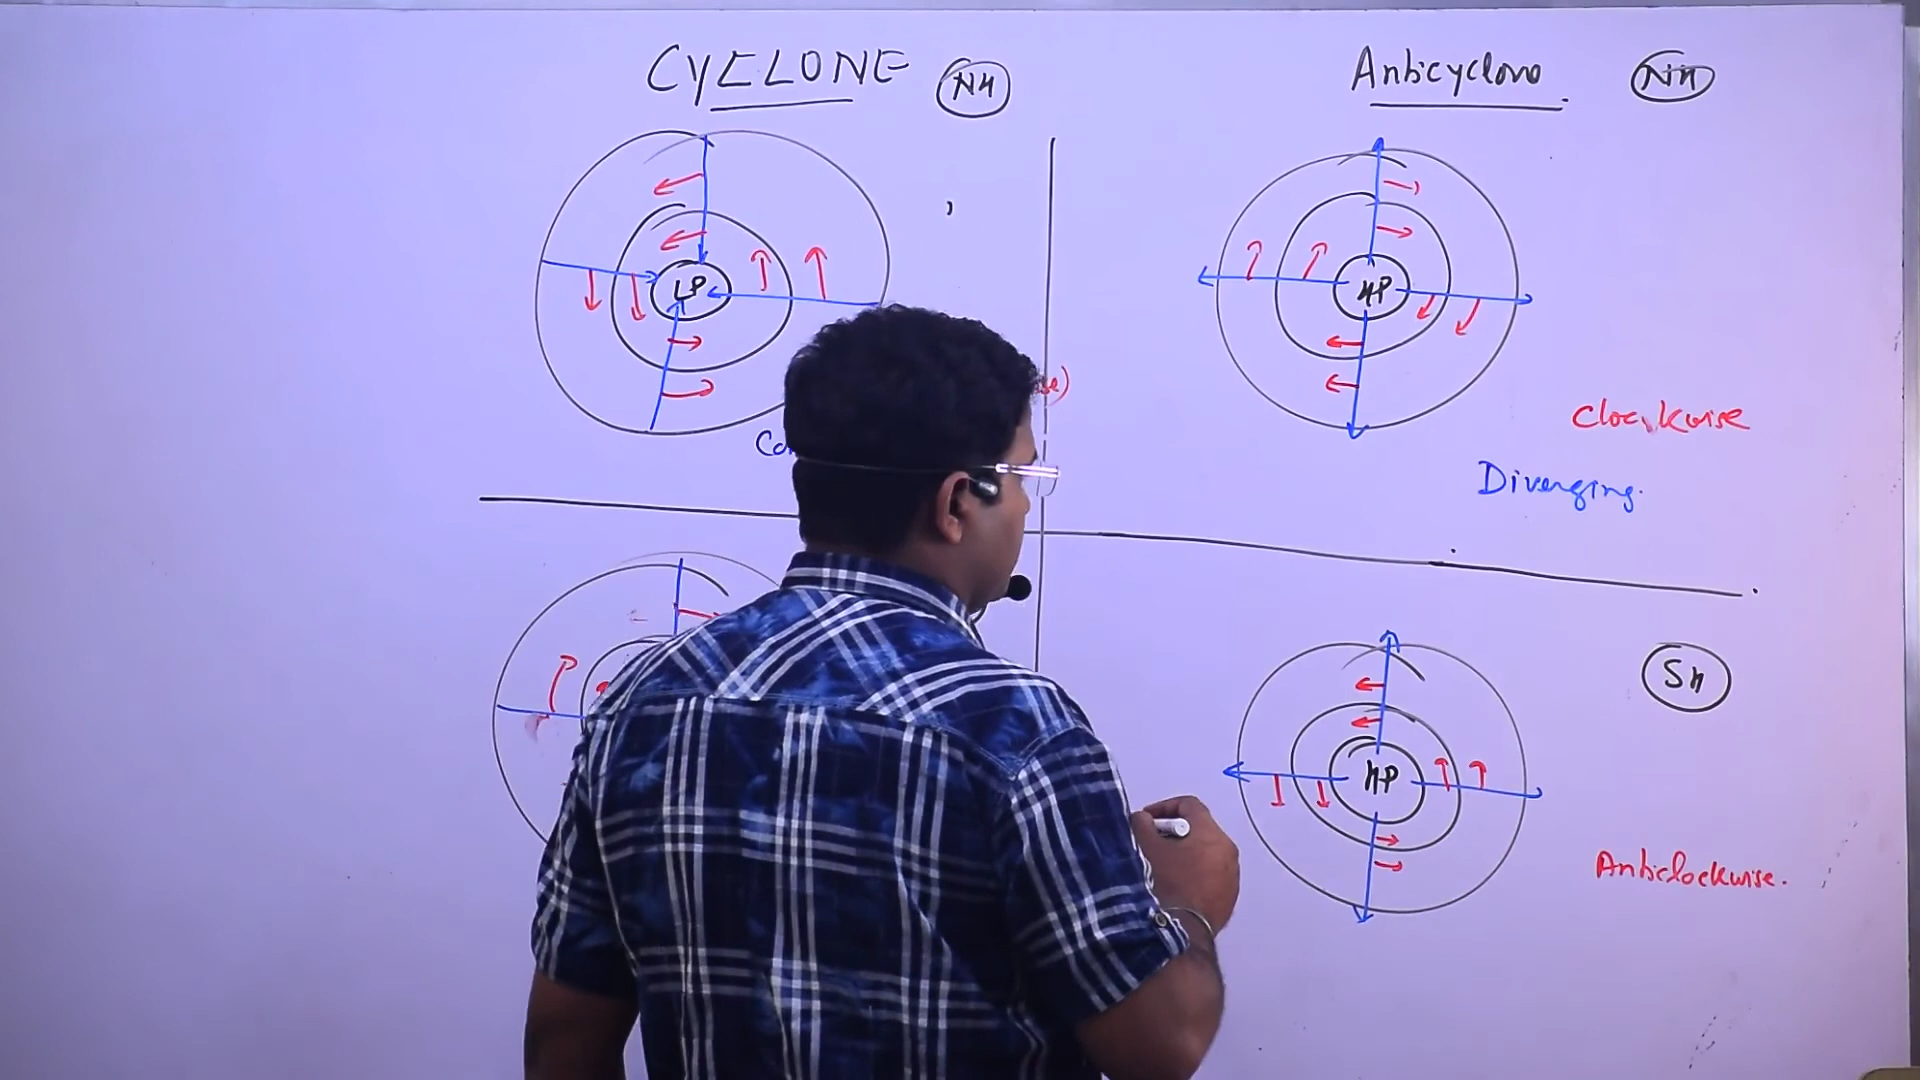 CYCLONE NH
Anticyclone NH
LP
HP
Clockwise
Diverging.
SH
HP
Anticlockwise.